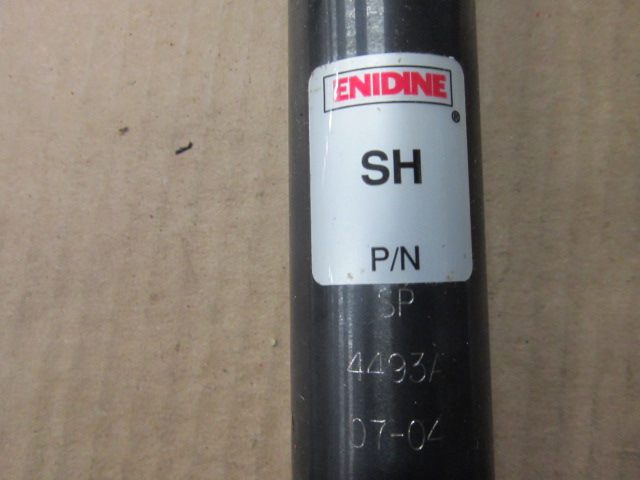 ENIDINE
®
SH
P/N
SP
4493A
07-04